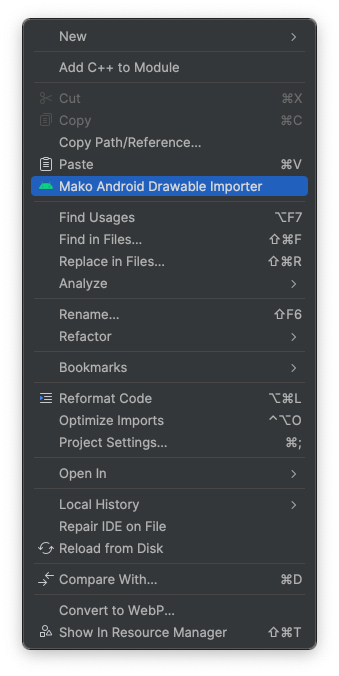 New
Add C++ to Module
Cut ⌘X
Copy ⌘C
Copy Path/Reference...
Paste ⌘V
Mako Android Drawable Importer
Find Usages ⌥F7
Find in Files... ⇧⌘F
Replace in Files... ⇧⌘R
Analyze
Rename... ⇧F6
Refactor
Bookmarks
Reformat Code ⌥⌘L
Optimize Imports ^⌥O
Project Settings... ⌘;
Open In
Local History
Repair IDE on File
Reload from Disk
Compare With... ⌘D
Convert to WebP...
Show In Resource Manager ⇧⌘T